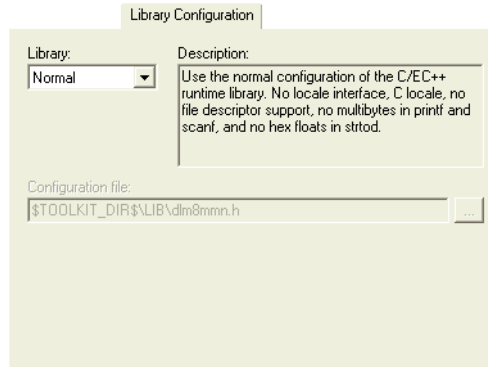 Library Configuration
Library:
Description:
Normal
Use the normal configuration of the C/EC++
runtime library. No locale interface, C locale, no
file descriptor support, no multibytes in printf and
scanf, and no hex floats in strtod.
Configuration file:
$TOOLKIT_DIR$\LIB\dlm8mmn.h
...